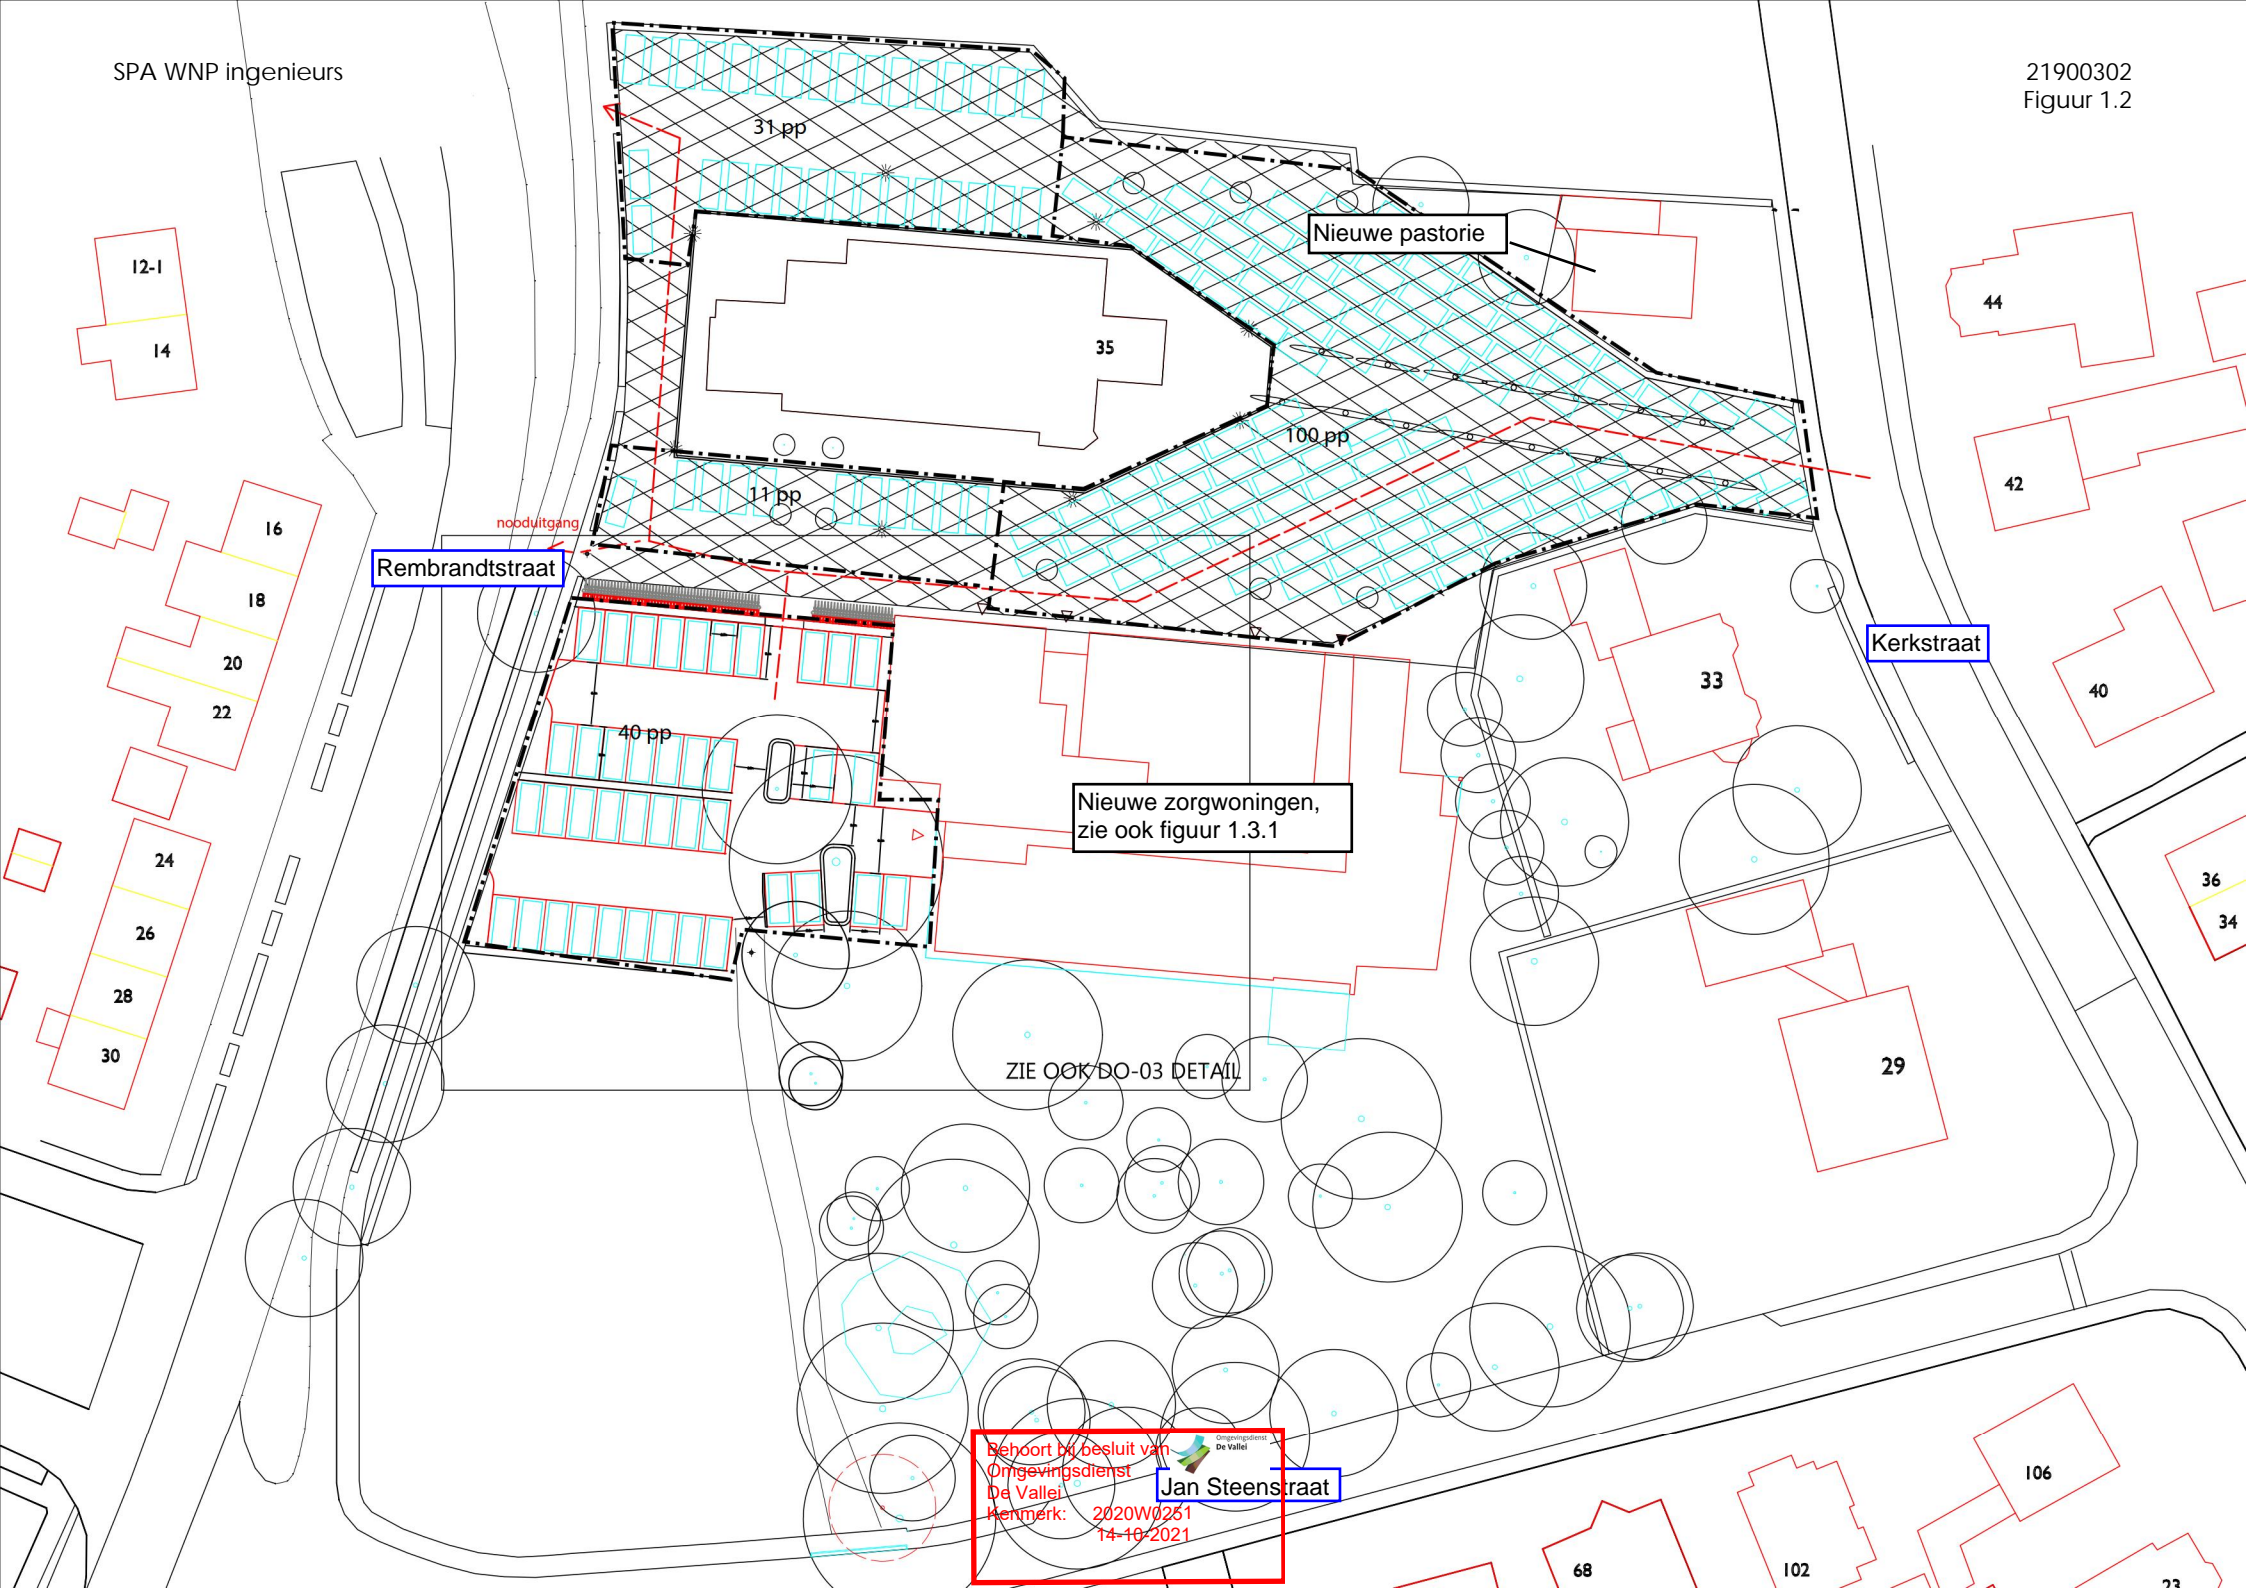 SPA WNP ingenieurs
21900302
Figuur 1.2
31 pp
Nieuwe pastorie
12-1
14
35
44
100 pp
11 pp
42
nooduitgang
16
Rembrandtstraat
18
20
22
Kerkstraat
33
40
40 pp
Nieuwe zorgwoningen,
zie ook figuur 1.3.1
24
26
28
30
36
34
29
ZIE OOK DO-03 DETAIL
Behoort bij besluit van
Omgevingsdienst
De Vallei
Kenmerk: 2020W0251
14-10-2021
Omgevingsdienst
De Vallei
Jan Steenstraat
106
68
102
23